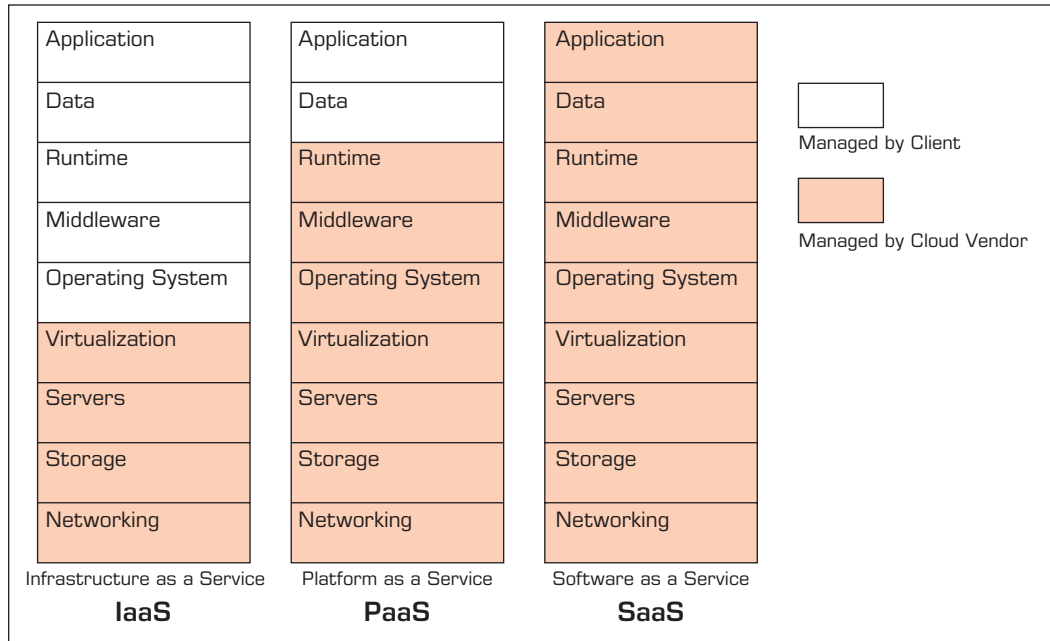 Application
Data
Runtime
Middleware
Operating System
Virtualization
Servers
Storage
Networking
Infrastructure as a Service
IaaS
Application
Data
Runtime
Middleware
Operating System
Virtualization
Servers
Storage
Networking
Platform as a Service
PaaS
Application
Data
Runtime
Middleware
Operating System
Virtualization
Servers
Storage
Networking
Software as a Service
SaaS
Managed by Client
Managed by Cloud Vendor